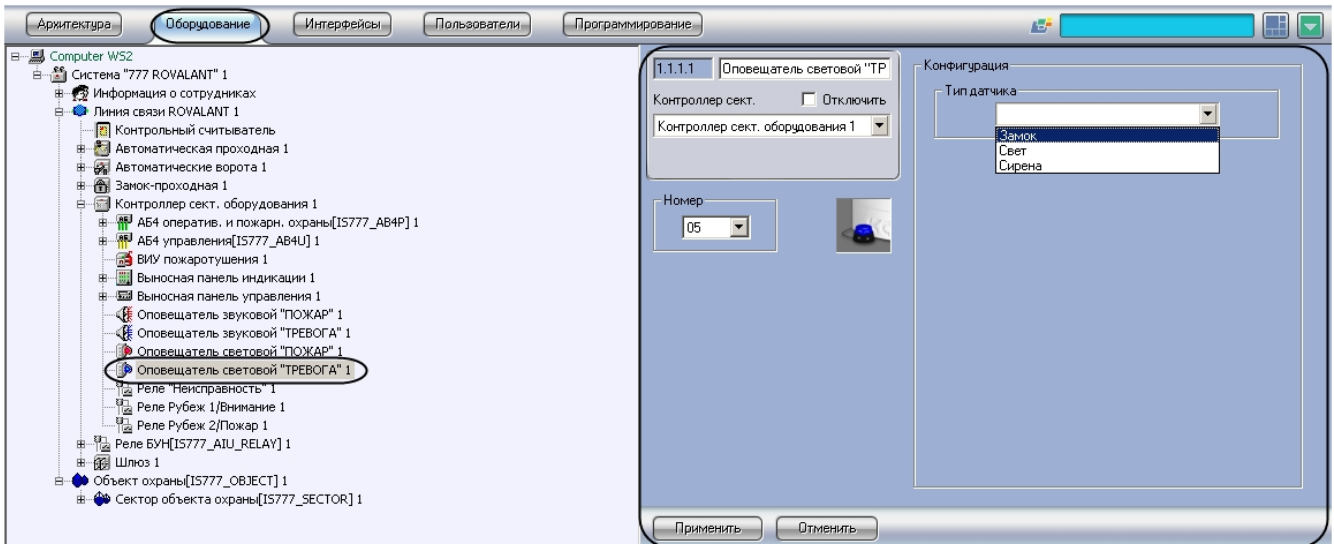 Архитектура Оборудование Интерфейсы Пользователи Программирование
Computer WS2
Система "777 ROVALANT" 1
Информация о сотрудниках
Линия связи ROVALANT 1
Контрольный считыватель
Автоматическая проходная 1
Автоматические ворота 1
Замок-проходная 1
Контроллер сект. оборудования 1
АБ4 оператив. и пожарн. охраны[IS777_AB4P] 1
АБ4 управления[IS777_AB4U] 1
ВИУ пожаротушения 1
Выносная панель индикации 1
Выносная панель управления 1
Оповещатель звуковой "ПОЖАР" 1
Оповещатель звуковой "ТРЕВОГА" 1
Оповещатель световой "ПОЖАР" 1
Оповещатель световой "ТРЕВОГА" 1
Реле "Неисправность" 1
Реле Рубеж 1/Внимание 1
Реле Рубеж 2/Пожар 1
Реле БУН[IS777_AIU_RELAY] 1
Шлюз 1
Объект охраны[IS777_OBJECT] 1
Сектор объекта охраны[IS777_SECTOR] 1
1.1.1.1 Оповещатель световой "ТР
Контроллер сект. Отключить
Контроллер сект. оборудования 1
Номер
05
Конфигурация
Тип датчика
Замок
Свет
Сирена
Применить Отменить